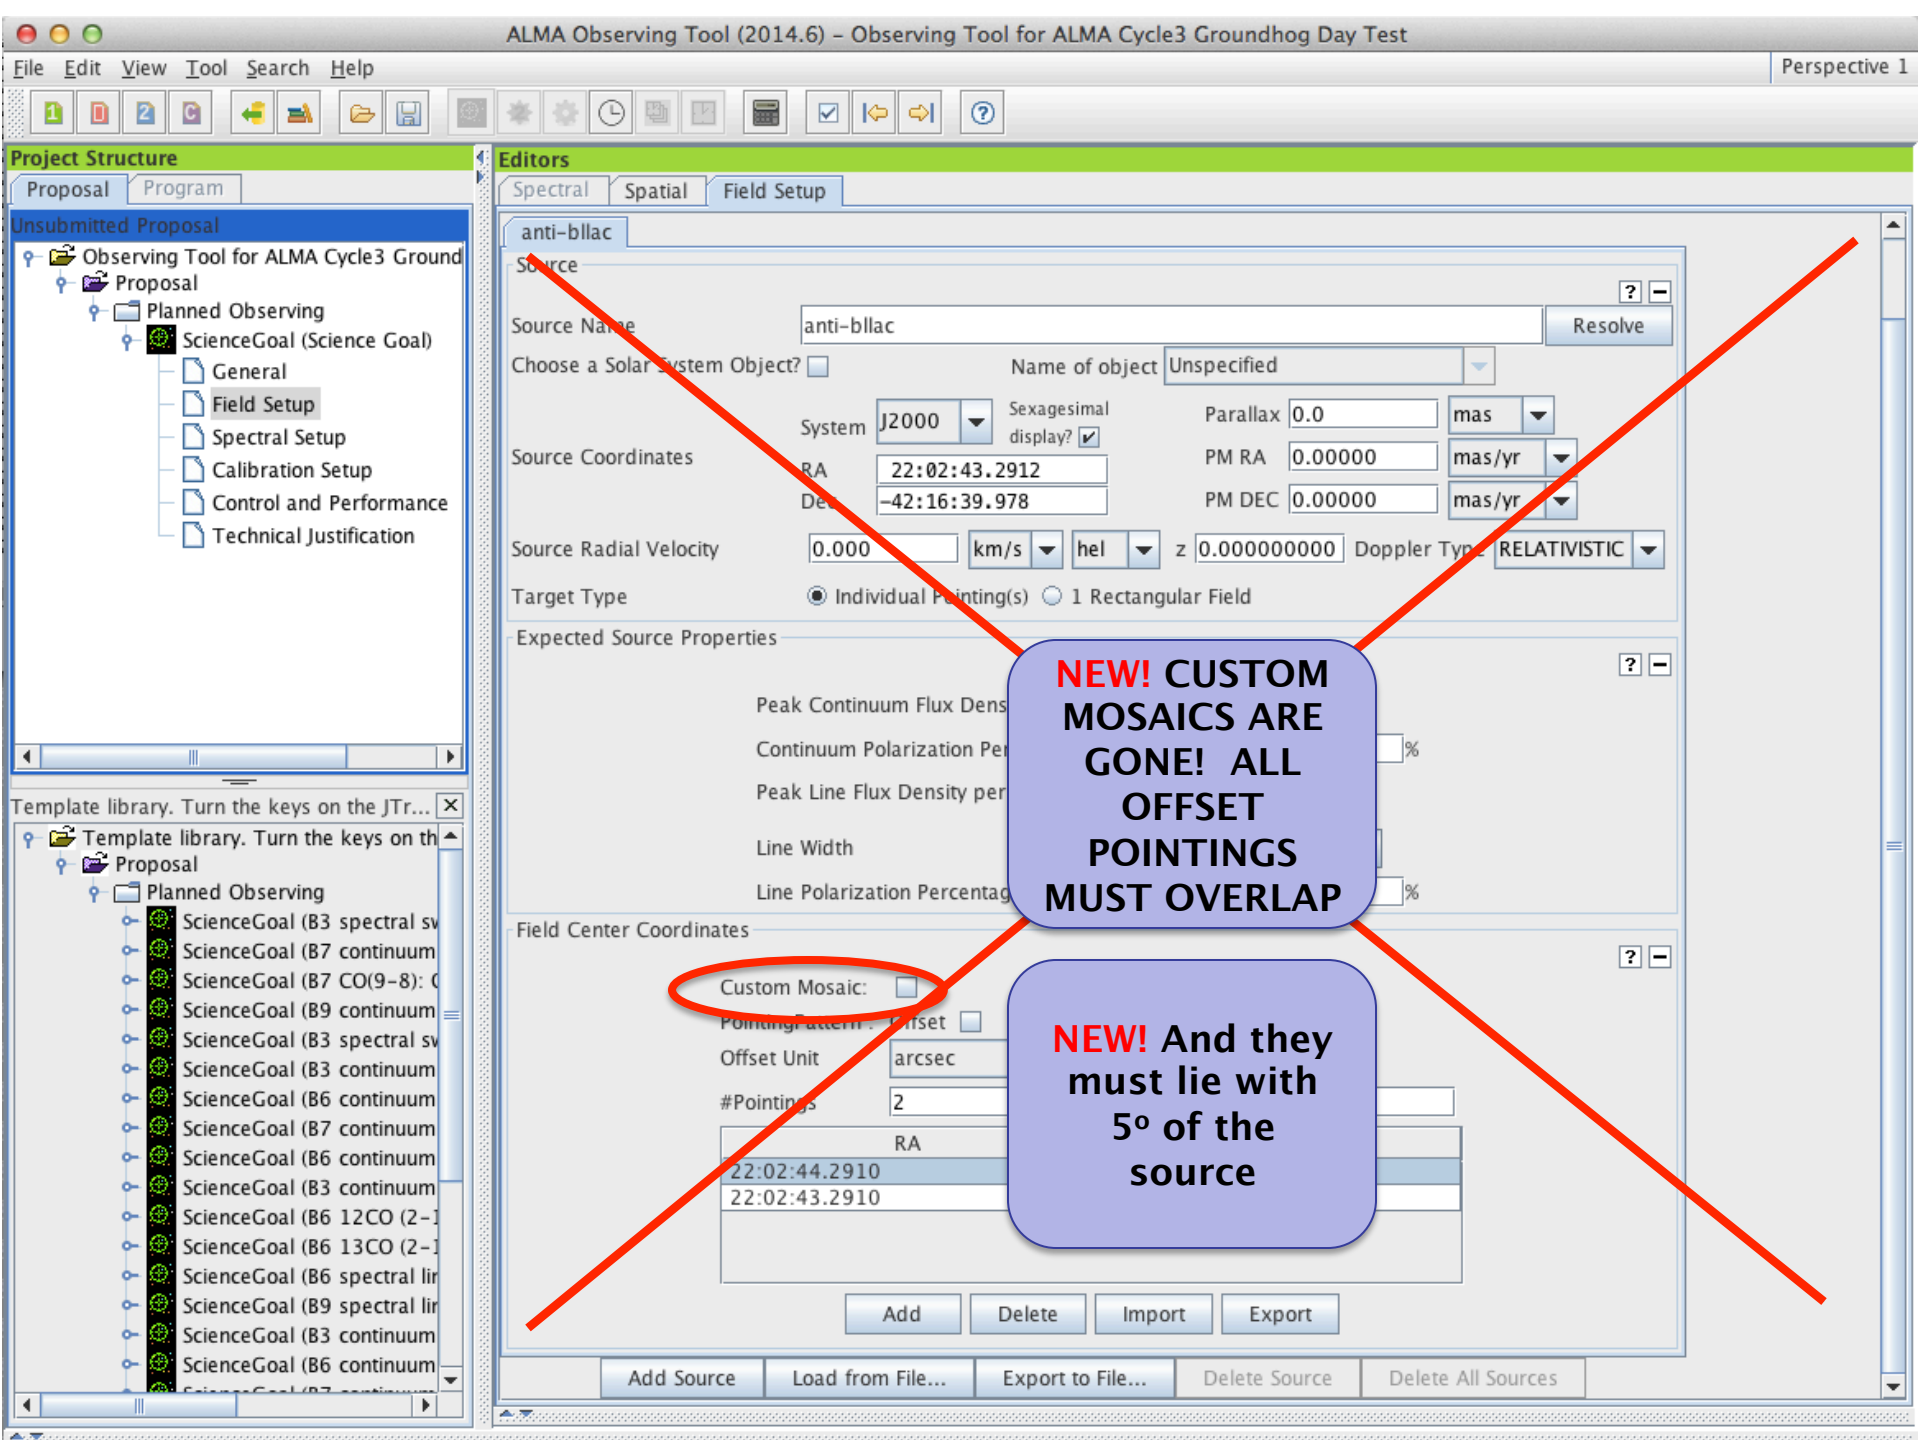 ALMA Observing Tool (2014.6) – Observing Tool for ALMA Cycle3 Groundhog Day Test
File Edit View Tool Search Help
Perspective 1
1 2 C ?
Project Structure
Proposal Program
Unsubmitted Proposal
Observing Tool for ALMA Cycle3 Ground
Proposal
Planned Observing
ScienceGoal (Science Goal)
General
Field Setup
Spectral Setup
Calibration Setup
Control and Performance
Technical Justification
Template library. Turn the keys on the JTr...
Template library. Turn the keys on th
Proposal
Planned Observing
ScienceGoal (B3 spectral sw
ScienceGoal (B7 continuum
ScienceGoal (B7 CO(9–8): 
ScienceGoal (B9 continuum
ScienceGoal (B3 spectral sw
ScienceGoal (B3 continuum
ScienceGoal (B6 continuum
ScienceGoal (B7 continuum
ScienceGoal (B6 continuum
ScienceGoal (B3 continuum
ScienceGoal (B6 12CO (2–1
ScienceGoal (B6 13CO (2–1
ScienceGoal (B6 spectral lin
ScienceGoal (B9 spectral lin
ScienceGoal (B3 continuum
ScienceGoal (B6 continuum
Editors
Spectral Spatial Field Setup
anti–bllac
Source
? –
Source Name anti–bllac Resolve
Choose a Solar System Object? Name of object Unspecified
Source Coordinates
System J2000 Sexagesimal display?
Parallax 0.0 mas
RA 22:02:43.2912
PM RA 0.00000 mas/yr
Dec –42:16:39.978
PM DEC 0.00000 mas/yr
Source Radial Velocity 0.000 km/s hel z 0.000000000 Doppler Type RELATIVISTIC
Target Type Individual Pointing(s) 1 Rectangular Field
Expected Source Properties
? –
Peak Continuum Flux Dens
Continuum Polarization Per %
Peak Line Flux Density per
Line Width
Line Polarization Percentag %
NEW! CUSTOM
MOSAICS ARE
GONE! ALL
OFFSET
POINTINGS
MUST OVERLAP
Field Center Coordinates
? –
Custom Mosaic:
PointingPattern : Offset
Offset Unit arcsec
#Pointings 2
RA
22:02:44.2910
22:02:43.2910
NEW! And they
must lie with
5º of the
source
Add Delete Import Export
Add Source Load from File... Export to File... Delete Source Delete All Sources